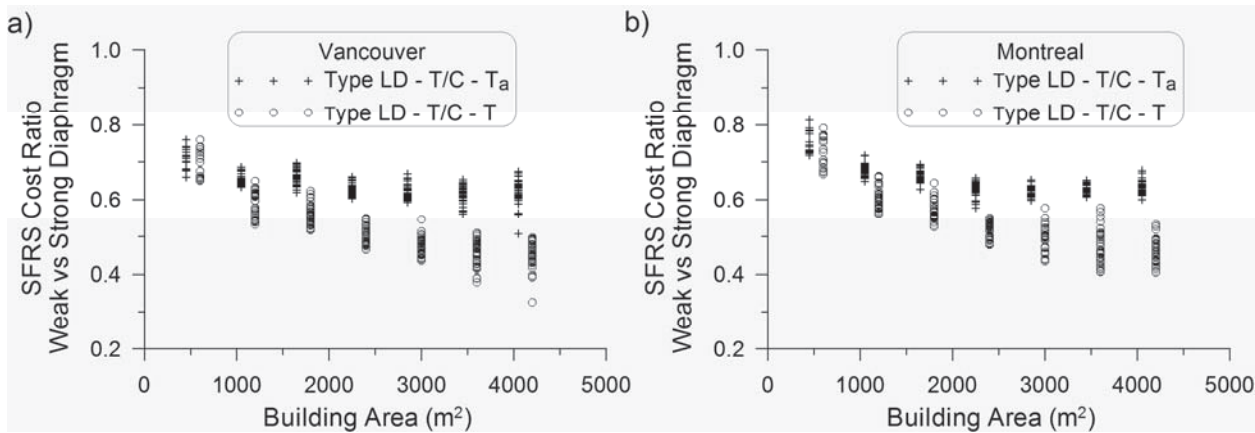 a)
Vancouver
+ + + Type LD - T/C - Ta
○ ○ ○ Type LD - T/C - T
SFRS Cost Ratio
Weak vs Strong Diaphragm
1.0
0.8
0.6
0.4
0.2
0 1000 2000 3000 4000 5000
Building Area (m²)
b)
Montreal
+ + + Type LD - T/C - Ta
○ ○ ○ Type LD - T/C - T
SFRS Cost Ratio
Weak vs Strong Diaphragm
1.0
0.8
0.6
0.4
0.2
0 1000 2000 3000 4000 5000
Building Area (m²)